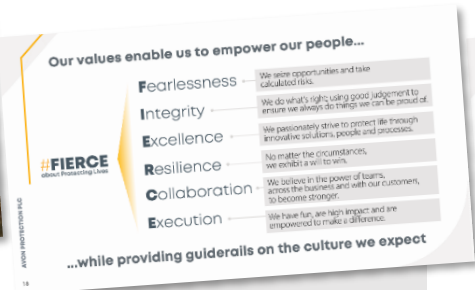 Our values enable us to empower our people...
Fearlessness
We seize opportunities and take
calculated risks.
Integrity
We do what's right; using good judgement to
ensure we always do things we can be proud of.
Excellence
We passionately strive to protect life through
innovative solutions, people and processes.
#FIERCE
about Protecting Lives
Resilience
No matter the circumstances,
we exhibit a will to win.
Collaboration
We believe in the power of teams,
across the business and with our customers,
to become stronger.
Execution
We have fun, are high impact and are
empowered to make a difference.
...while providing guiderails on the culture we expect
AVON PROTECTION PLC
18